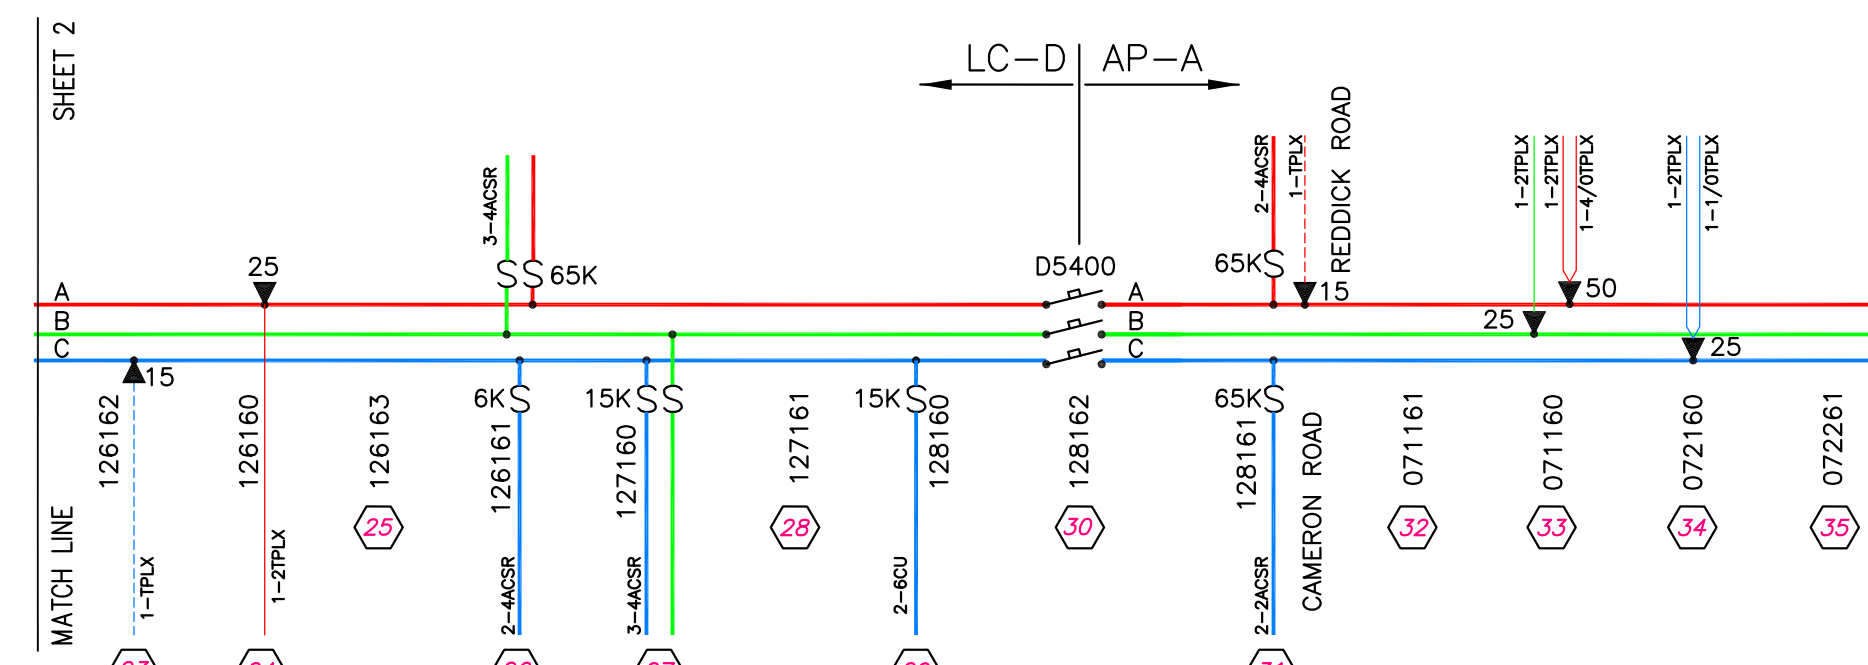 SHEET 2
MATCH LINE
LC-D
AP-A
3-4ACSR
65K
25
D5400
2-4ACSR
1-TPLX
REDDICK ROAD
65K
15
1-2TPLX
1-2TPLX
1-4/0TPLX
50
25
1-2TPLX
1-1/0TPLX
25
A
B
C
A
B
C
15
6K
15K
15K
65K
126162
126160
126163
126161
127160
127161
128160
128162
128161
CAMERON ROAD
071161
071160
072160
072261
25
28
30
32
33
34
35
1-TPLX
1-2TPLX
2-4ACSR
3-4ACSR
2-6CU
2-2ACSR